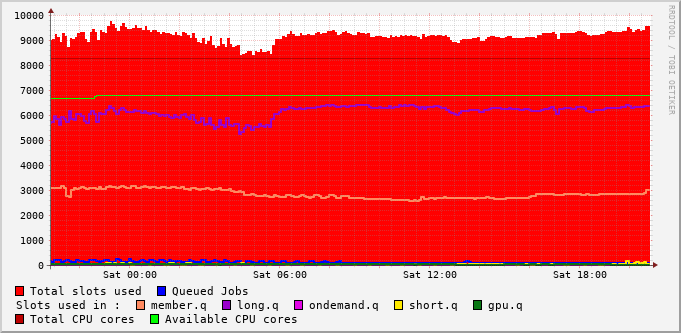 10000
9000
8000
7000
6000
5000
4000
3000
2000
1000
0
Sat 00:00 Sat 06:00 Sat 12:00 Sat 18:00
Total slots used Queued Jobs
Slots used in : member.q long.q ondemand.q short.q gpu.q
Total CPU cores Available CPU cores
RRDTOOL / TOBI OETIKER